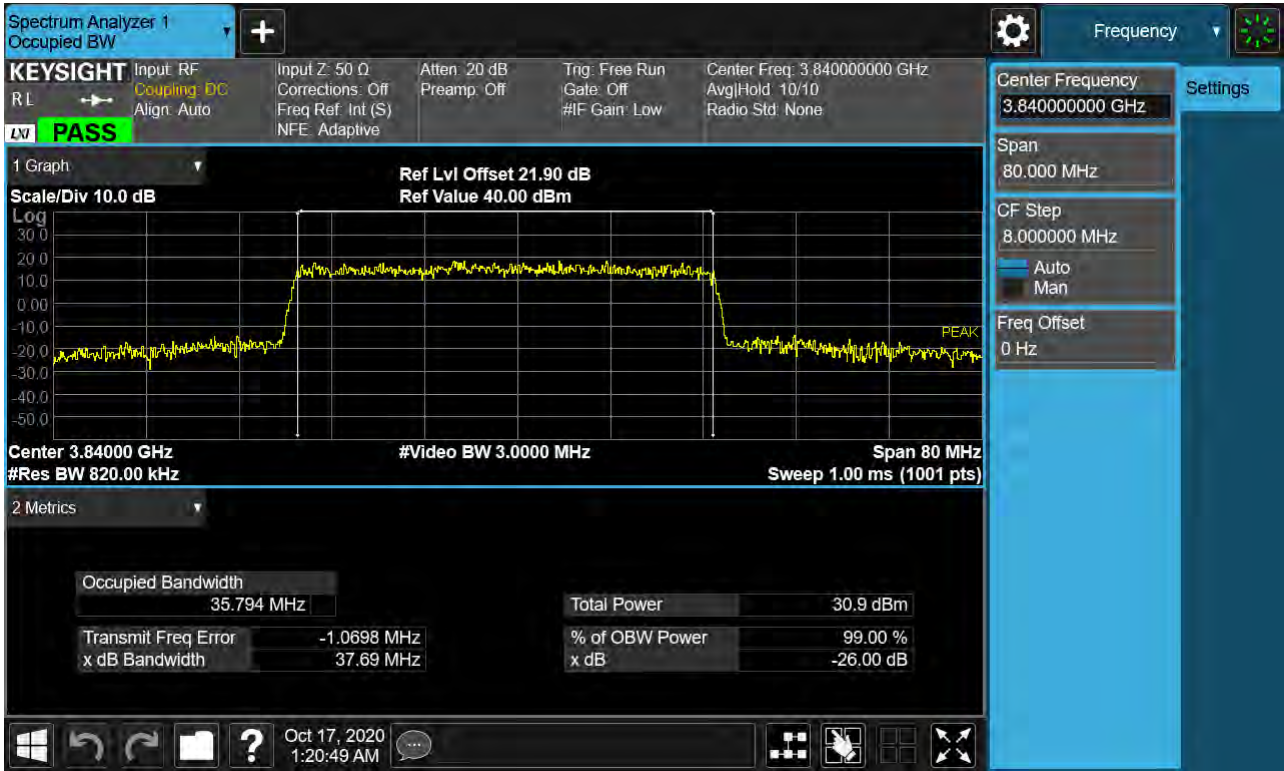 Spectrum Analyzer 1
Occupied BW
Frequency
KEYSIGHT
RL
LXI PASS
Input: RF
Coupling: DC
Align: Auto
Input Z: 50 Ω
Corrections: Off
Freq Ref: Int (S)
NFE: Adaptive
Atten: 20 dB
Preamp: Off
Trig: Free Run
Gate: Off
#IF Gain: Low
Center Freq: 3.840000000 GHz
Avg|Hold: 10/10
Radio Std: None
Center Frequency
3.840000000 GHz
Settings
Span
80.000 MHz
CF Step
8.000000 MHz
Auto
Man
Freq Offset
0 Hz
1 Graph
Scale/Div 10.0 dB
Ref Lvl Offset 21.90 dB
Ref Value 40.00 dBm
Log
30.0
20.0
10.0
0.00
-10.0
-20.0
-30.0
-40.0
-50.0
PEAK
Center 3.84000 GHz
#Video BW 3.0000 MHz
Span 80 MHz
#Res BW 820.00 kHz
Sweep 1.00 ms (1001 pts)
2 Metrics
Occupied Bandwidth
35.794 MHz
Total Power 30.9 dBm
Transmit Freq Error -1.0698 MHz
% of OBW Power 99.00 %
x dB Bandwidth 37.69 MHz
x dB -26.00 dB
?
Oct 17, 2020
1:20:49 AM